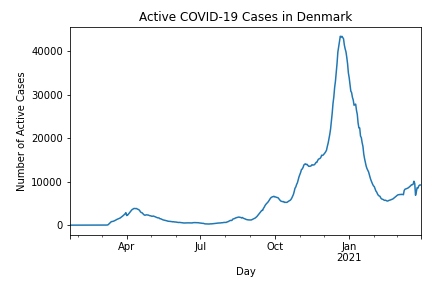 Active COVID-19 Cases in Denmark
Number of Active Cases
40000
30000
20000
10000
0
Apr
Jul
Oct
Jan
2021
Day